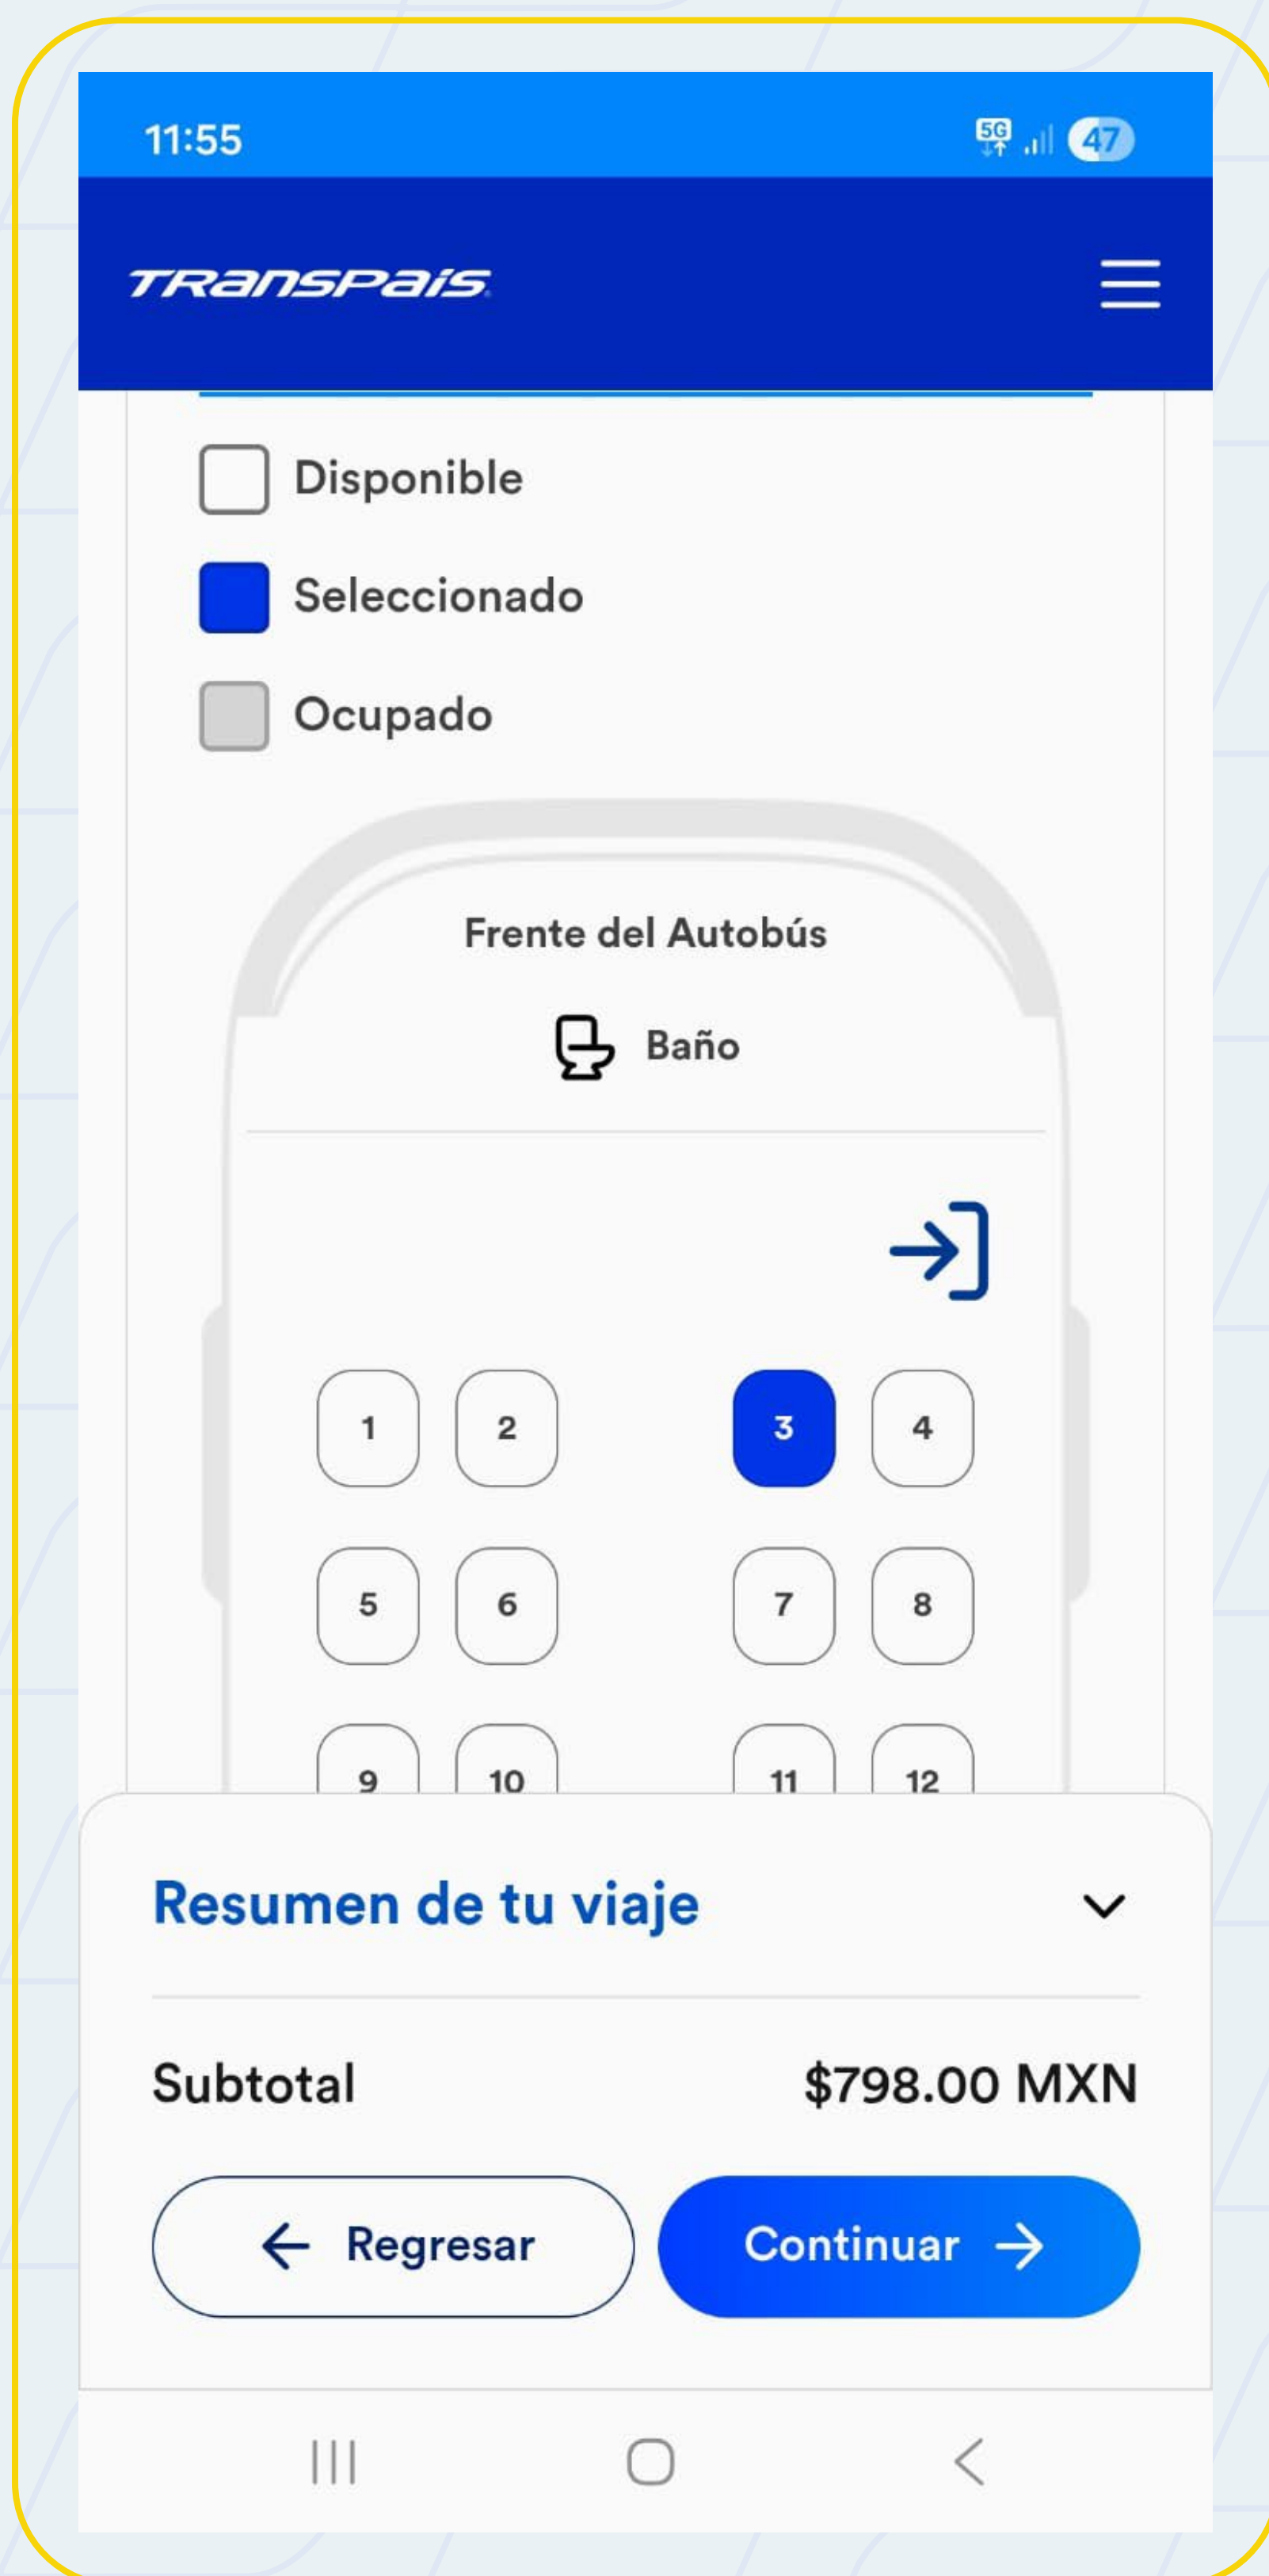 11:55 5G 47
TRANSPAÍS
Disponible
Seleccionado
Ocupado
Frente del Autobús
Baño
1 2 3 4
5 6 7 8
9 10 11 12
Resumen de tu viaje
Subtotal $798.00 MXN
Regresar Continuar